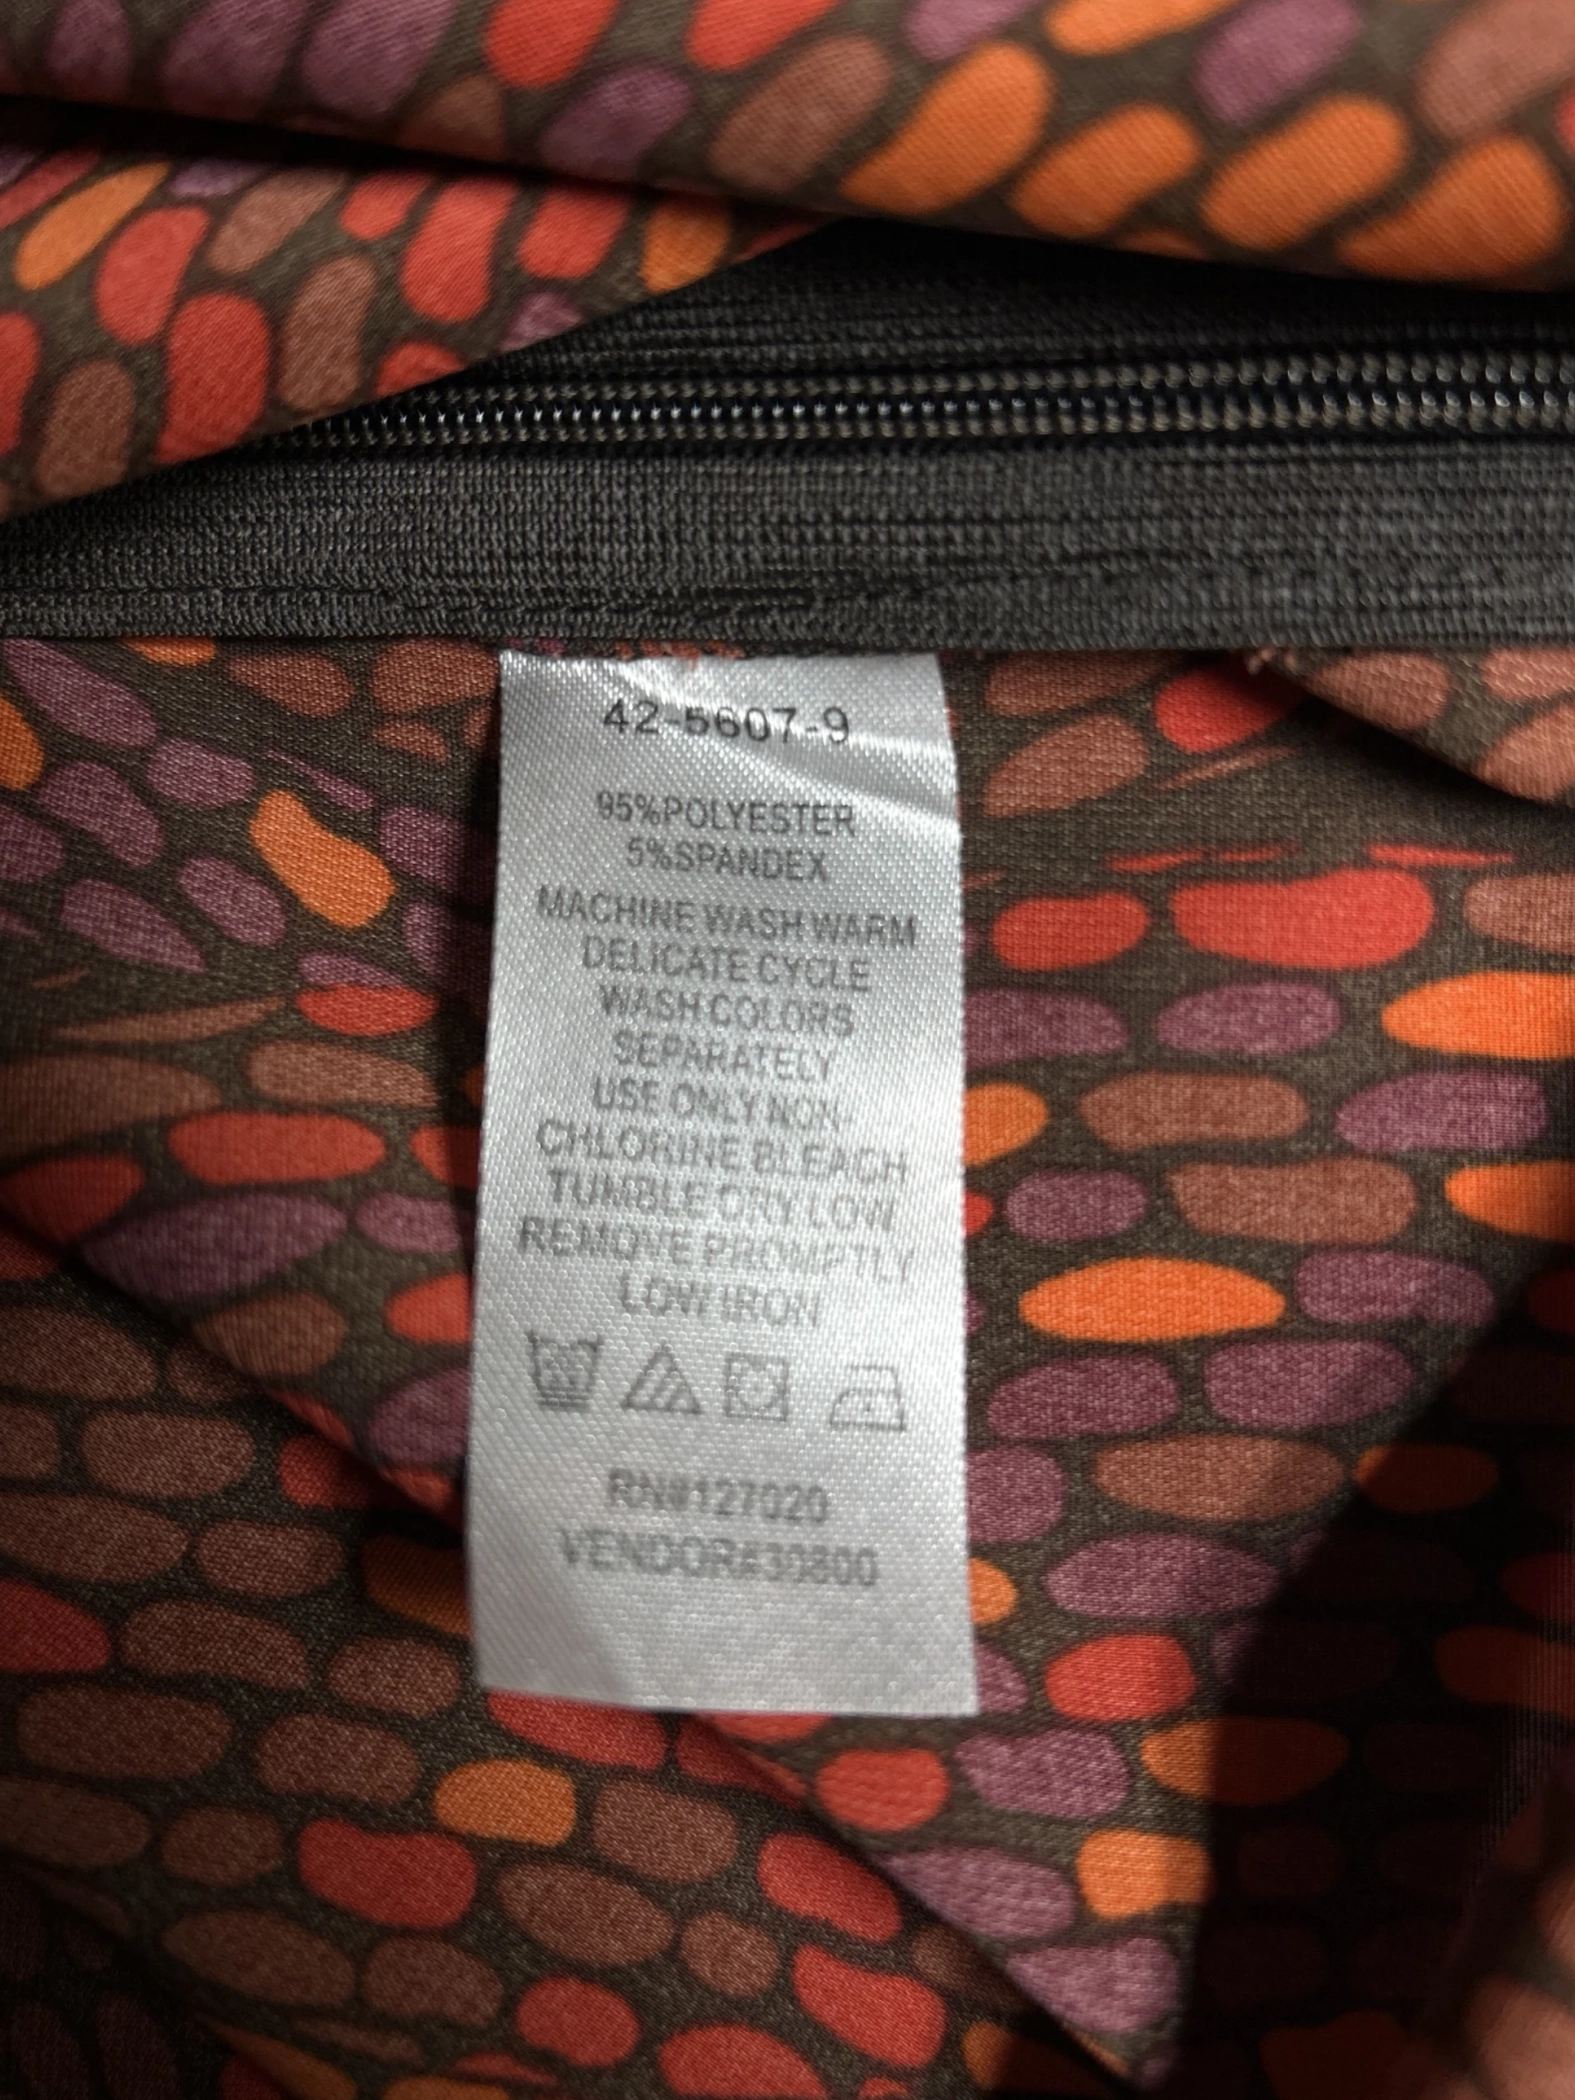 42-5607-9
95%POLYESTER
5%SPANDEX
MACHINE WASH WARM
DELICATE CYCLE
WASH COLORS
SEPARATELY
USE ONLY NON-
CHLORINE BLEACH
TUMBLE DRY LOW
REMOVE PROMPTLY
LOW IRON
RN#127020
VENDOR#39800